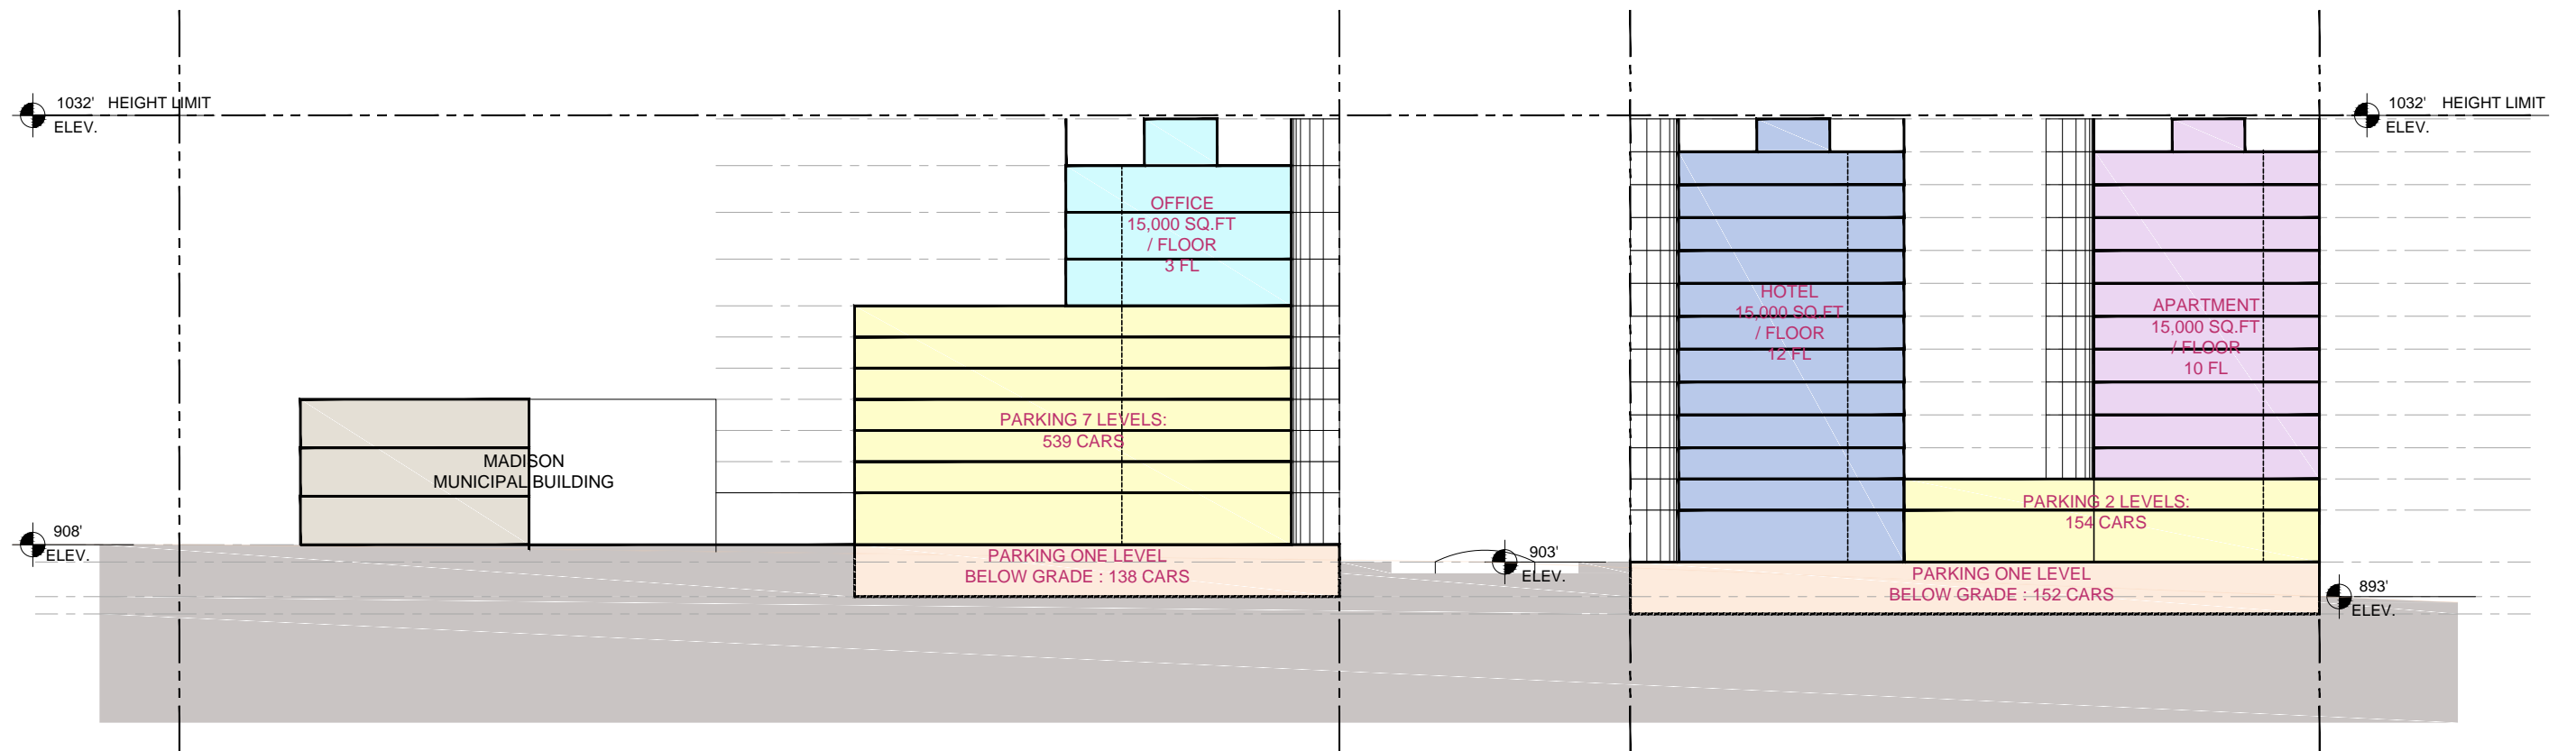 1032' HEIGHT LIMIT
ELEV.
1032' HEIGHT LIMIT
ELEV.
OFFICE
15,000 SQ.FT
/ FLOOR
3 FL
HOTEL
15,000 SQ.FT
/ FLOOR
12 FL
APARTMENT
15,000 SQ.FT
/ FLOOR
10 FL
PARKING 7 LEVELS:
539 CARS
MADISON
MUNICIPAL BUILDING
PARKING 2 LEVELS:
154 CARS
908'
ELEV.
PARKING ONE LEVEL
BELOW GRADE : 138 CARS
903'
ELEV.
PARKING ONE LEVEL
BELOW GRADE : 152 CARS
893'
ELEV.